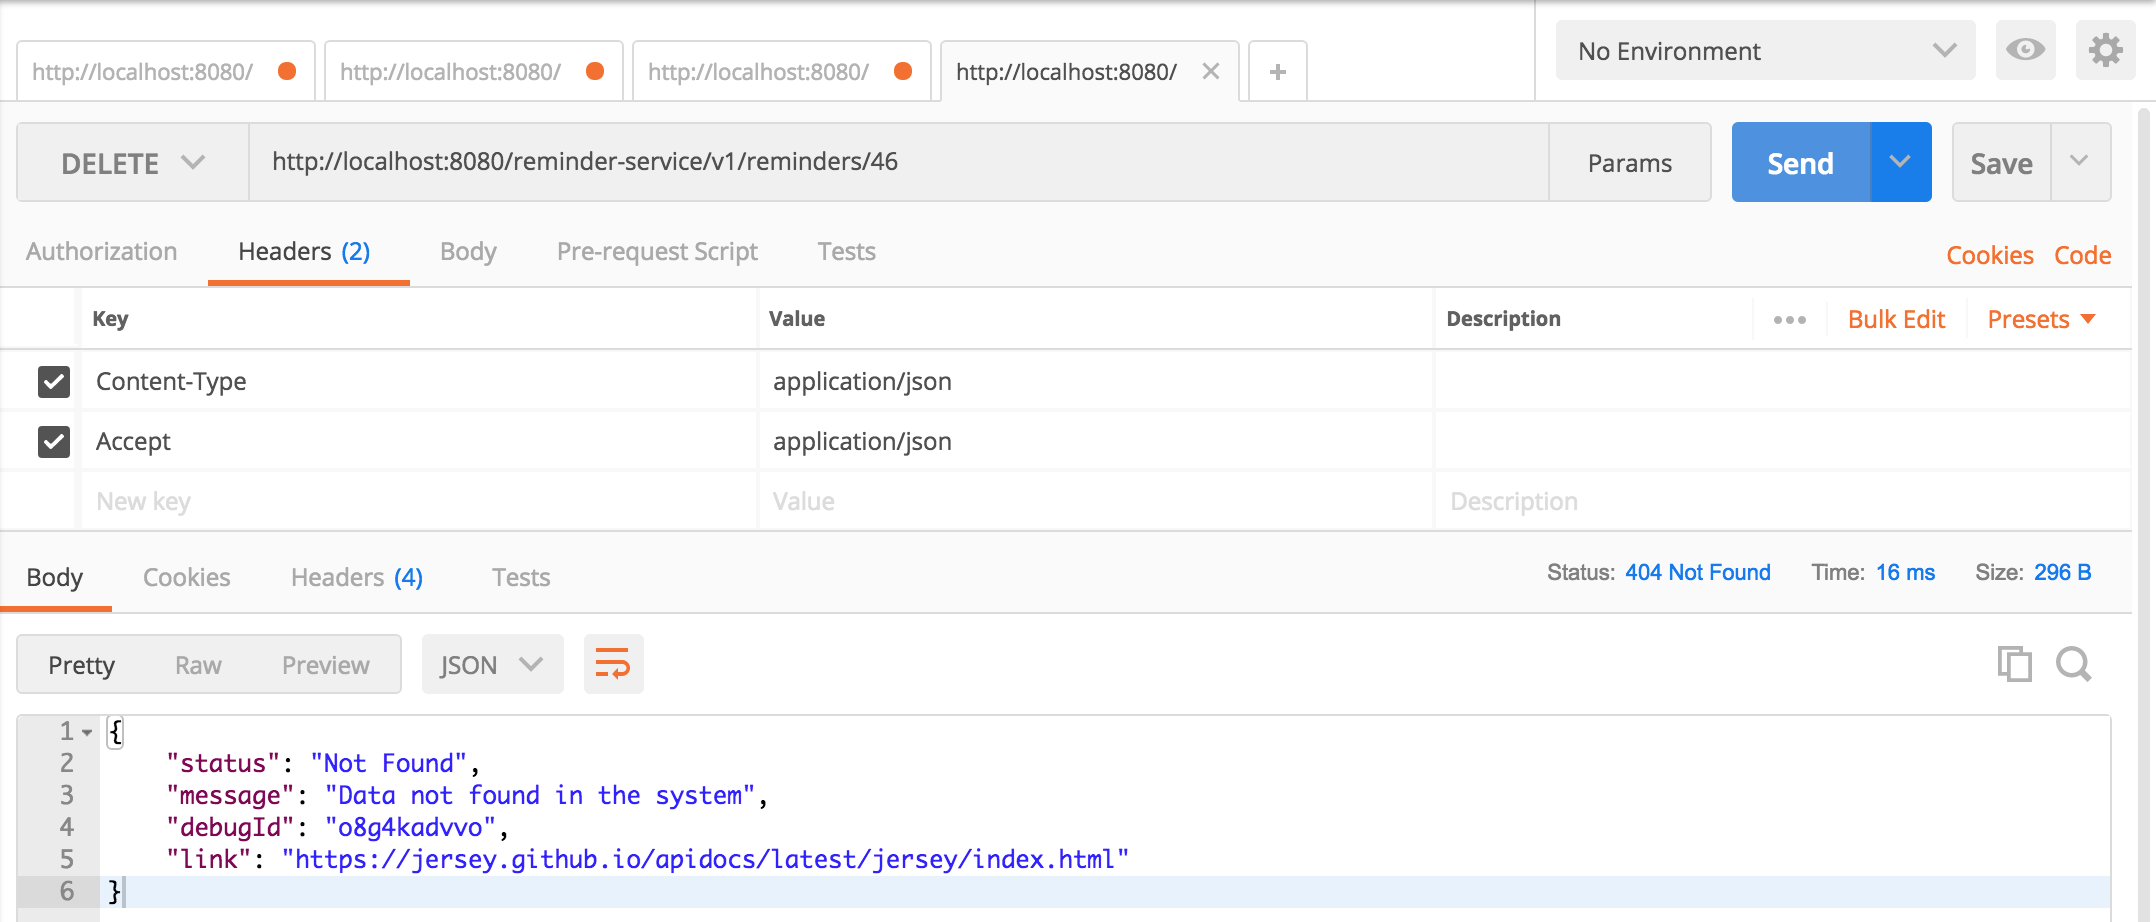 http://localhost:8080/ http://localhost:8080/ http://localhost:8080/ http://localhost:8080/ No Environment
DELETE http://localhost:8080/reminder-service/v1/reminders/46 Params Send Save
Authorization Headers (2) Body Pre-request Script Tests Cookies Code
Key Value Description Bulk Edit Presets
Content-Type application/json
Accept application/json
New key Value Description
Body Cookies Headers (4) Tests Status: 404 Not Found Time: 16 ms Size: 296 B
Pretty Raw Preview JSON
1 {
2 "status": "Not Found",
3 "message": "Data not found in the system",
4 "debugId": "o8g4kadvvo",
5 "link": "https://jersey.github.io/apidocs/latest/jersey/index.html"
6 }